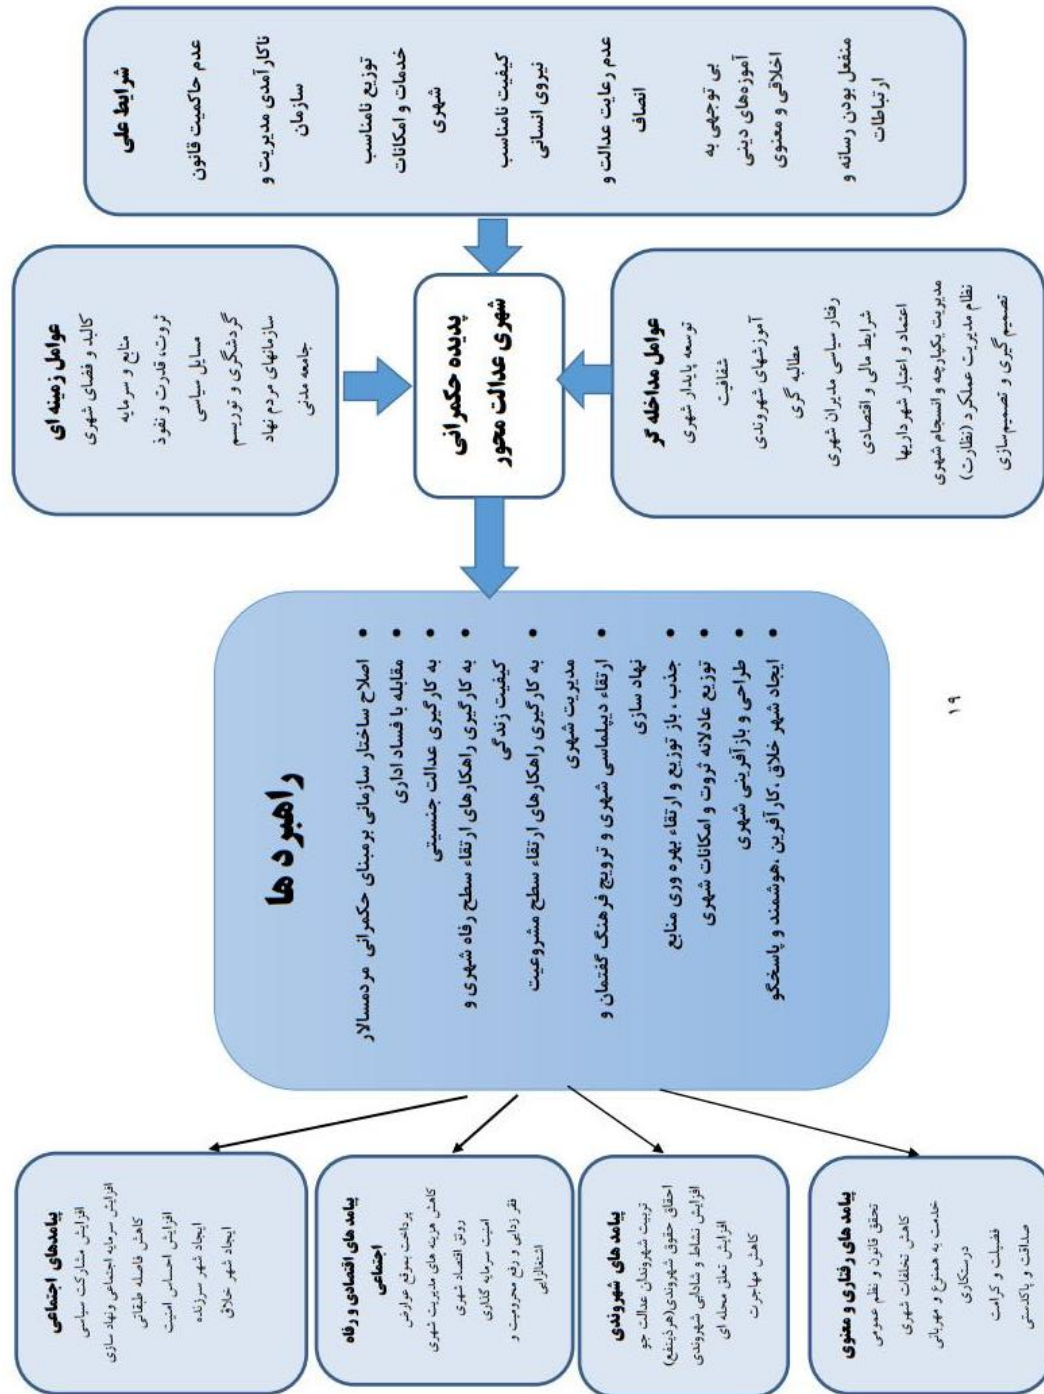 شرایط علی
عدم حاکمیت قانون
ناکارآمدی مدیریت و
سازمان
توزیع نامناسب
خدمات و امکانات
شهری
کیفیت نامناسب
نیروی انسانی
عدم رعایت عدالت و
انصاف
بی توجهی به
آموزه‌های دینی
اخلاقی و معنوی
منفعل بودن رسانه و
ارتباطات
عوامل زمینه ای
کالبد و فضای شهری
منابع و سرمایه
ثروت، قدرت و نفوذ
مسایل سیاسی
گردشگری و توریسم
سازمانهای مردم نهاد
جامعه مدنی
پدیده حکمرانی
شهری عدالت محور
عوامل مداخله گر
توسعه پایدار شهری
شفافیت
آموزشهای شهروندی
مطالبه گری
رفتار سیاسی مدیران شهری
شرایط مالی و اقتصادی
اعتماد و اعتبار شهرداریها
مدیریت یکپارچه و انسجام شهری
نظام مدیریت عملکرد (نظارت)
تصمیم گیری و تصمیم‌سازی
راهبرد ها
• اصلاح ساختار سازمانی برمبنای حکمرانی مردمسالار
• مقابله با فساد اداری
• به کارگیری عدالت جنسیتی
• به کارگیری راهکارهای ارتقاء سطح رفاه شهری و
کیفیت زندگی
• به کارگیری راهکارهای ارتقاء سطح مشروعیت
مدیریت شهری
• ارتقاء دیپلماسی شهری و ترویج فرهنگ گفتمان و
نهاد سازی
• جذب ، باز توزیع و ارتقاء بهره وری منابع
• توزیع عادلانه ثروت و امکانات شهری
• طراحی و بازآفرینی شهری
• ایجاد شهر خلاق ،کارآفرین ،هوشمند و پاسخگو
پیامدهای اجتماعی
افزایش مشارکت سیاسی
افزایش سرمایه اجتماعی ونهاد سازی
کاهش فاصله طبقاتی
افزایش احساس امنیت
ایجاد شهر سرزنده
ایجاد شهر خلاق
پیامد های اقتصادی و رفاه
اجتماعی
پرداخت بموقع عوارض
کاهش هزینه های مدیریت شهری
رونق اقتصاد شهری
امنیت سرمایه گذاری
فقر زدایی و رفع محرومیت و
اشتغالزایی
پیامد های شهروندی
تربیت شهروندان عدالت جو
احقاق حقوق شهروندی(هرذینفع)
افزایش نشاط و شادابی شهروندی
افزایش تعلق محله ای
کاهش مهاجرت
پیامد های رفتاری و معنوی
تحقق قانون و نظم عمومی
کاهش تخلفات شهری
خدمت به همنوع و مهربانی
درستکاری
فضیلت و کرامت
صداقت و پاکدستی
۱۹